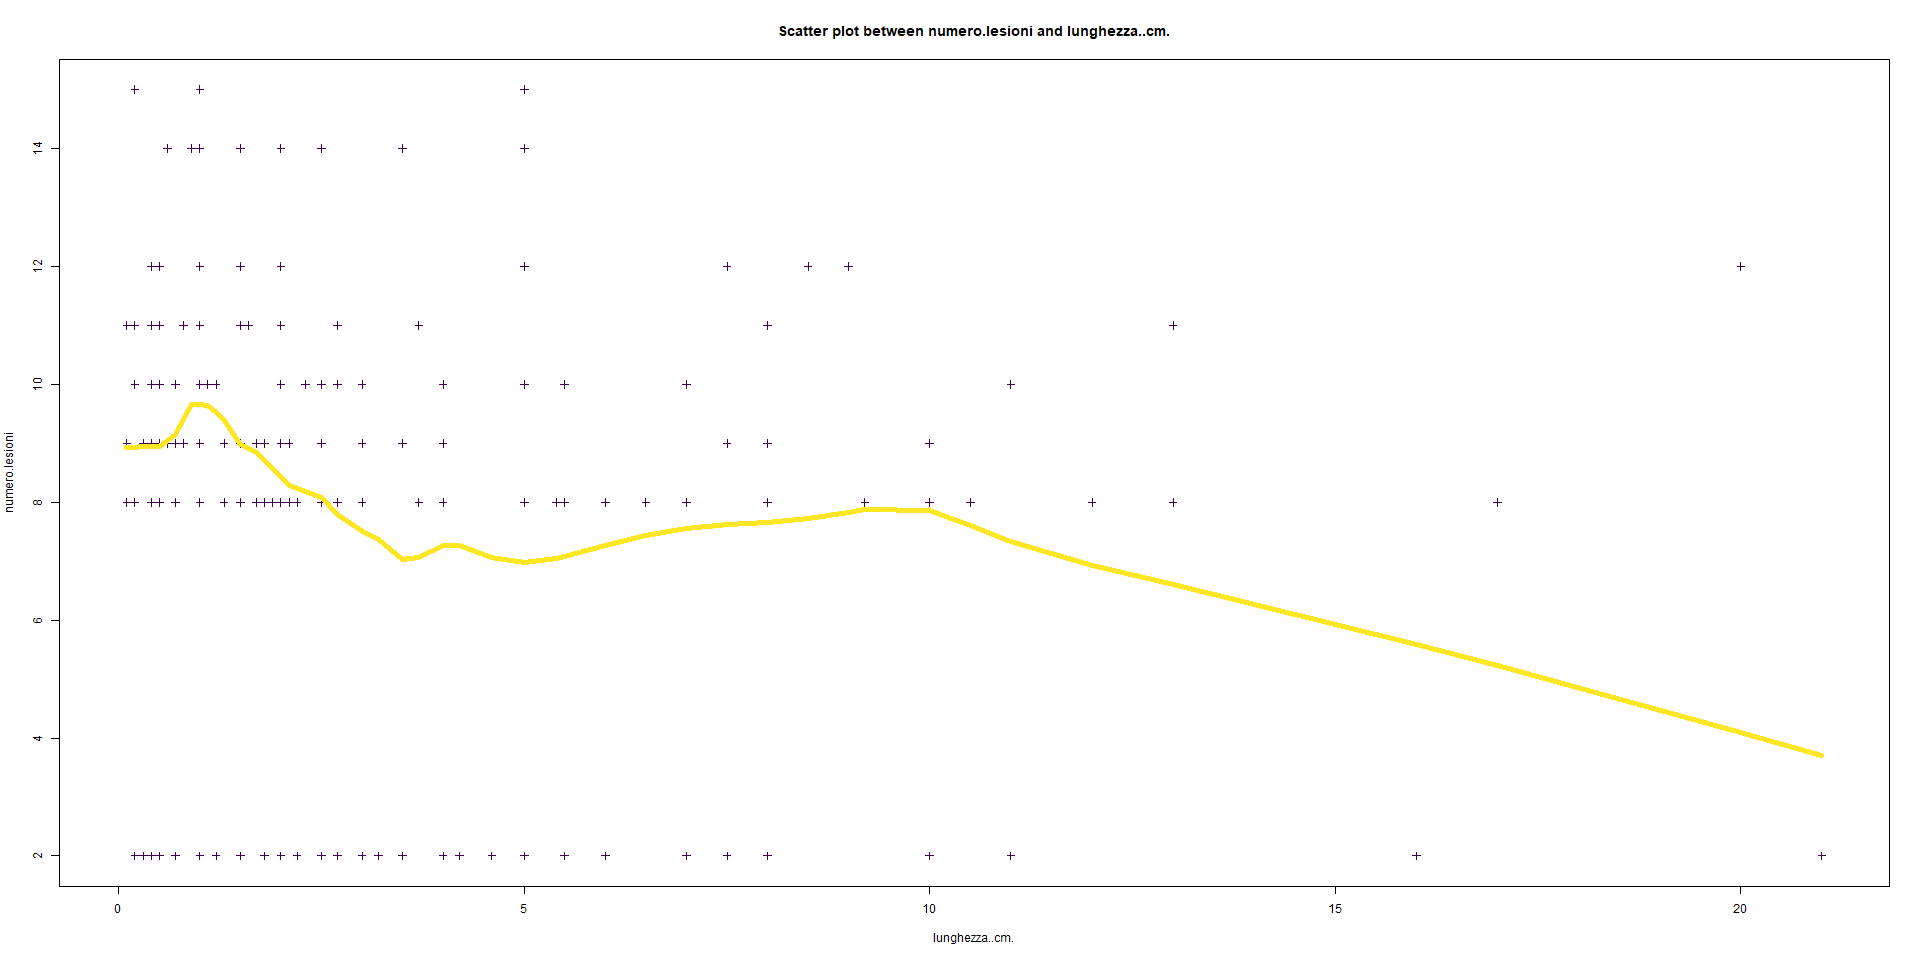 Scatter plot between numero.lesioni and lunghezza..cm.
14
12
10
8
6
4
2
numero.lesioni
0 5 10 15 20
lunghezza..cm.